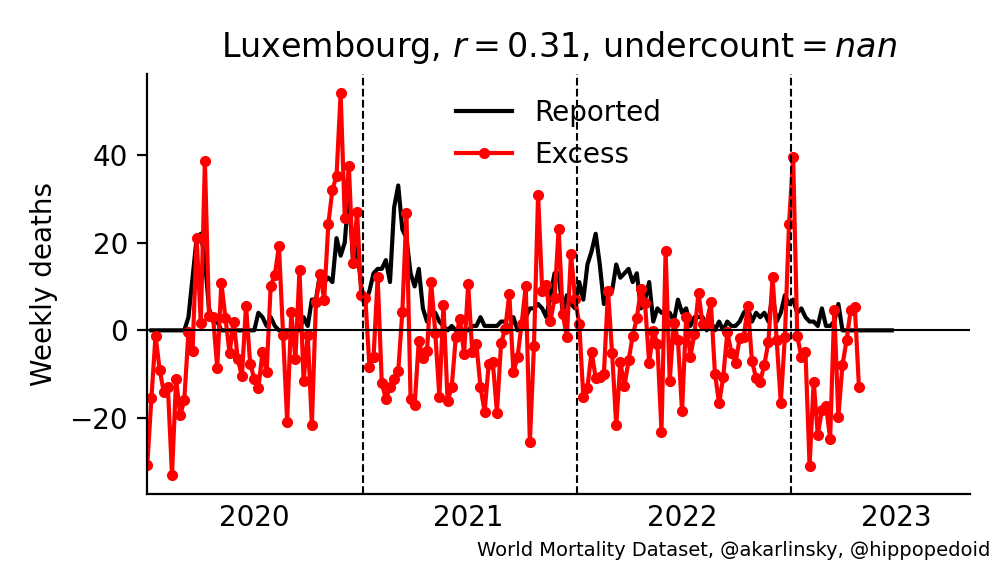 Luxembourg, r = 0.31, undercount = nan
Reported
Excess
Weekly deaths
40
20
0
−20
2020 2021 2022 2023
World Mortality Dataset, @akarlinsky, @hippopedoid